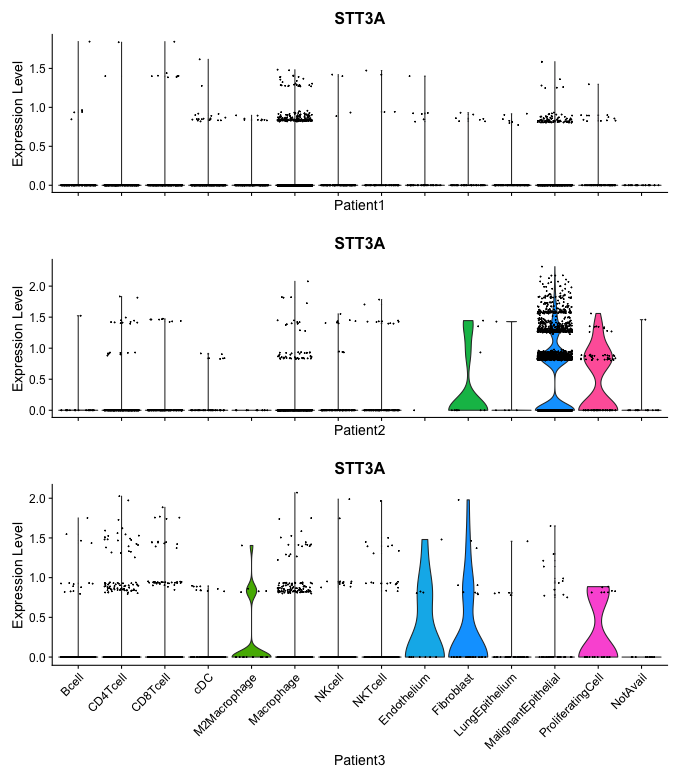 STT3A
Expression Level
1.5
1.0
0.5
0.0
Patient1
STT3A
Expression Level
2.0
1.5
1.0
0.5
0.0
Patient2
STT3A
Expression Level
2.0
1.5
1.0
0.5
0.0
Bcell
CD4Tcell
CD8Tcell
cDC
M2Macrophage
Macrophage
NKcell
NKTcell
Endothelium
Fibroblast
LungEpithelium
MalignantEpithelial
ProliferatingCell
NotAvail
Patient3